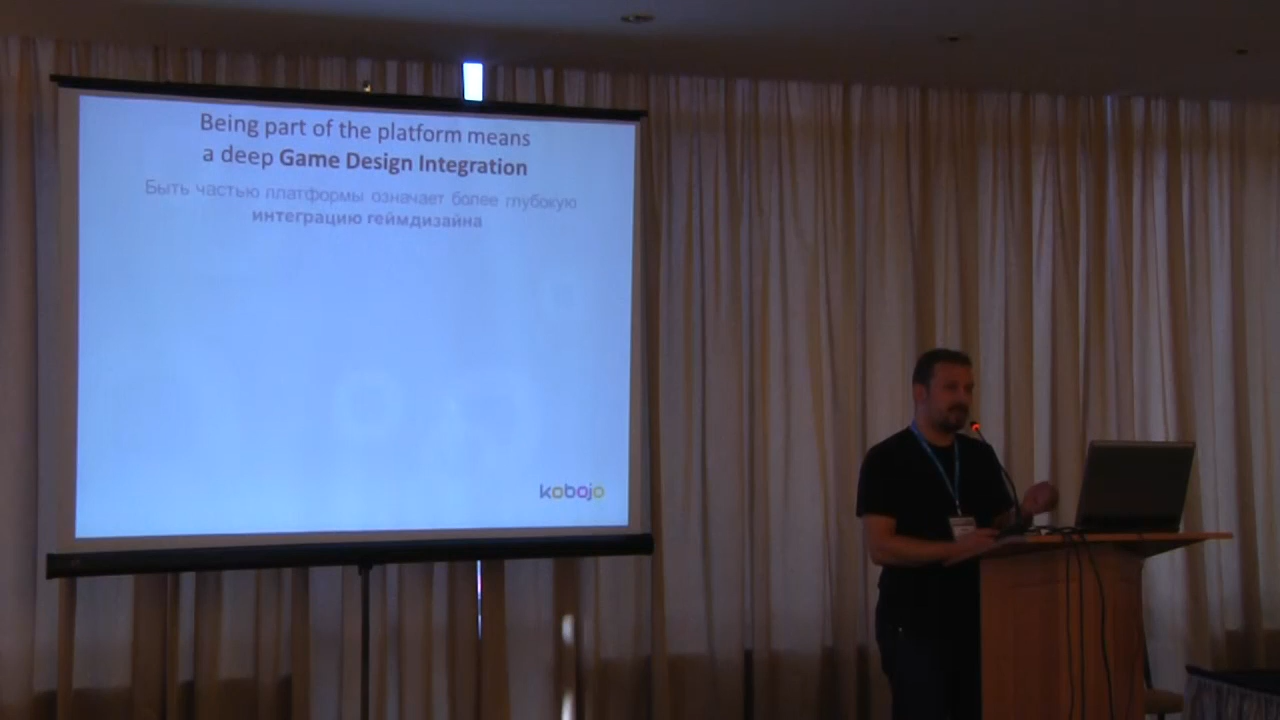 Being part of the platform means
a deep Game Design Integration
Быть частью платформы означает более глубокую
интеграцию геймдизайна
kobojo